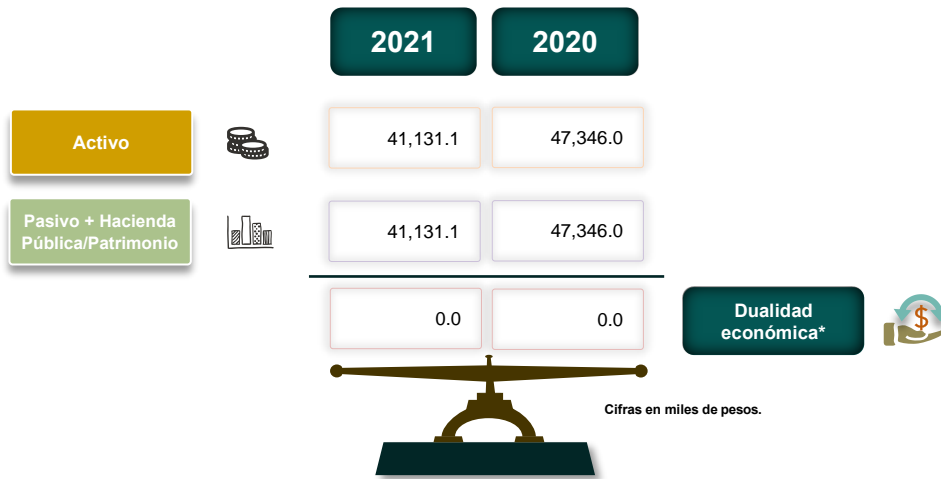 2021 2020
Activo 41,131.1 47,346.0
Pasivo + Hacienda
Pública/Patrimonio 41,131.1 47,346.0
0.0 0.0 Dualidad
económica*
$
Cifras en miles de pesos.